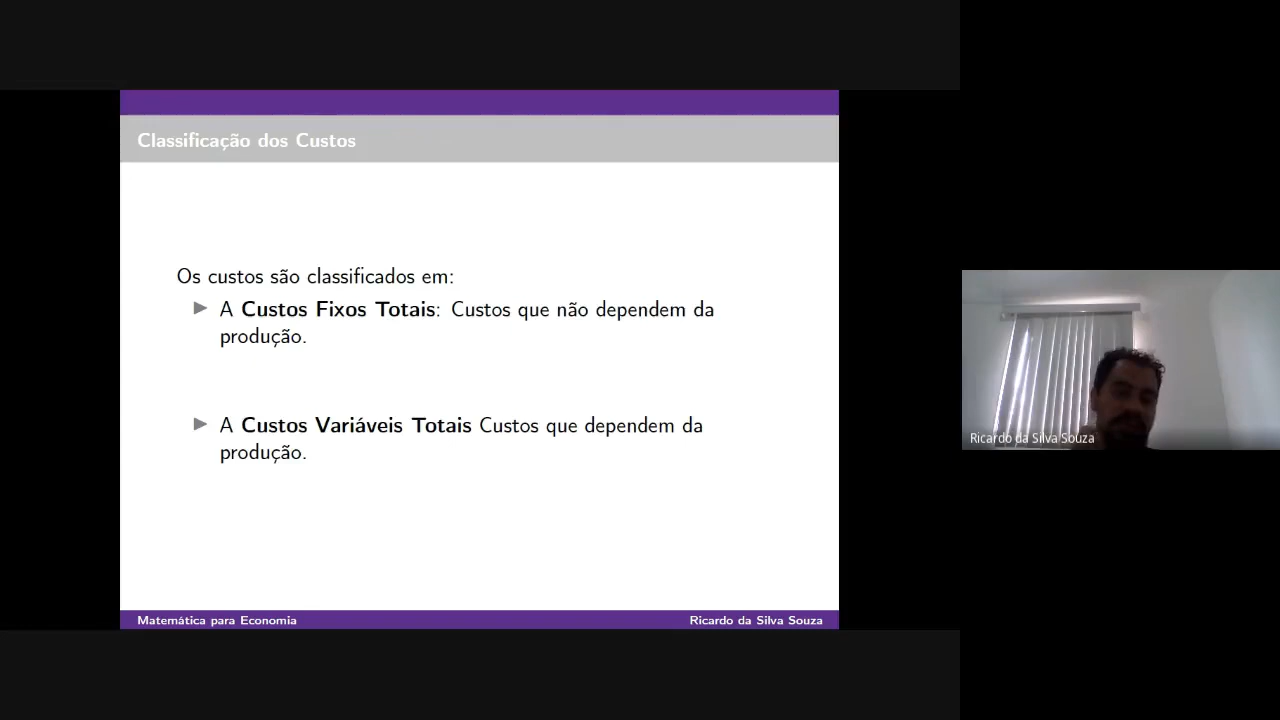 Classificação dos Custos
Os custos são classificados em:
A Custos Fixos Totais: Custos que não dependem da
produção.
A Custos Variáveis Totais Custos que dependem da
produção.
Matemática para Economia
Ricardo da Silva Souza
Ricardo da Silva Souza